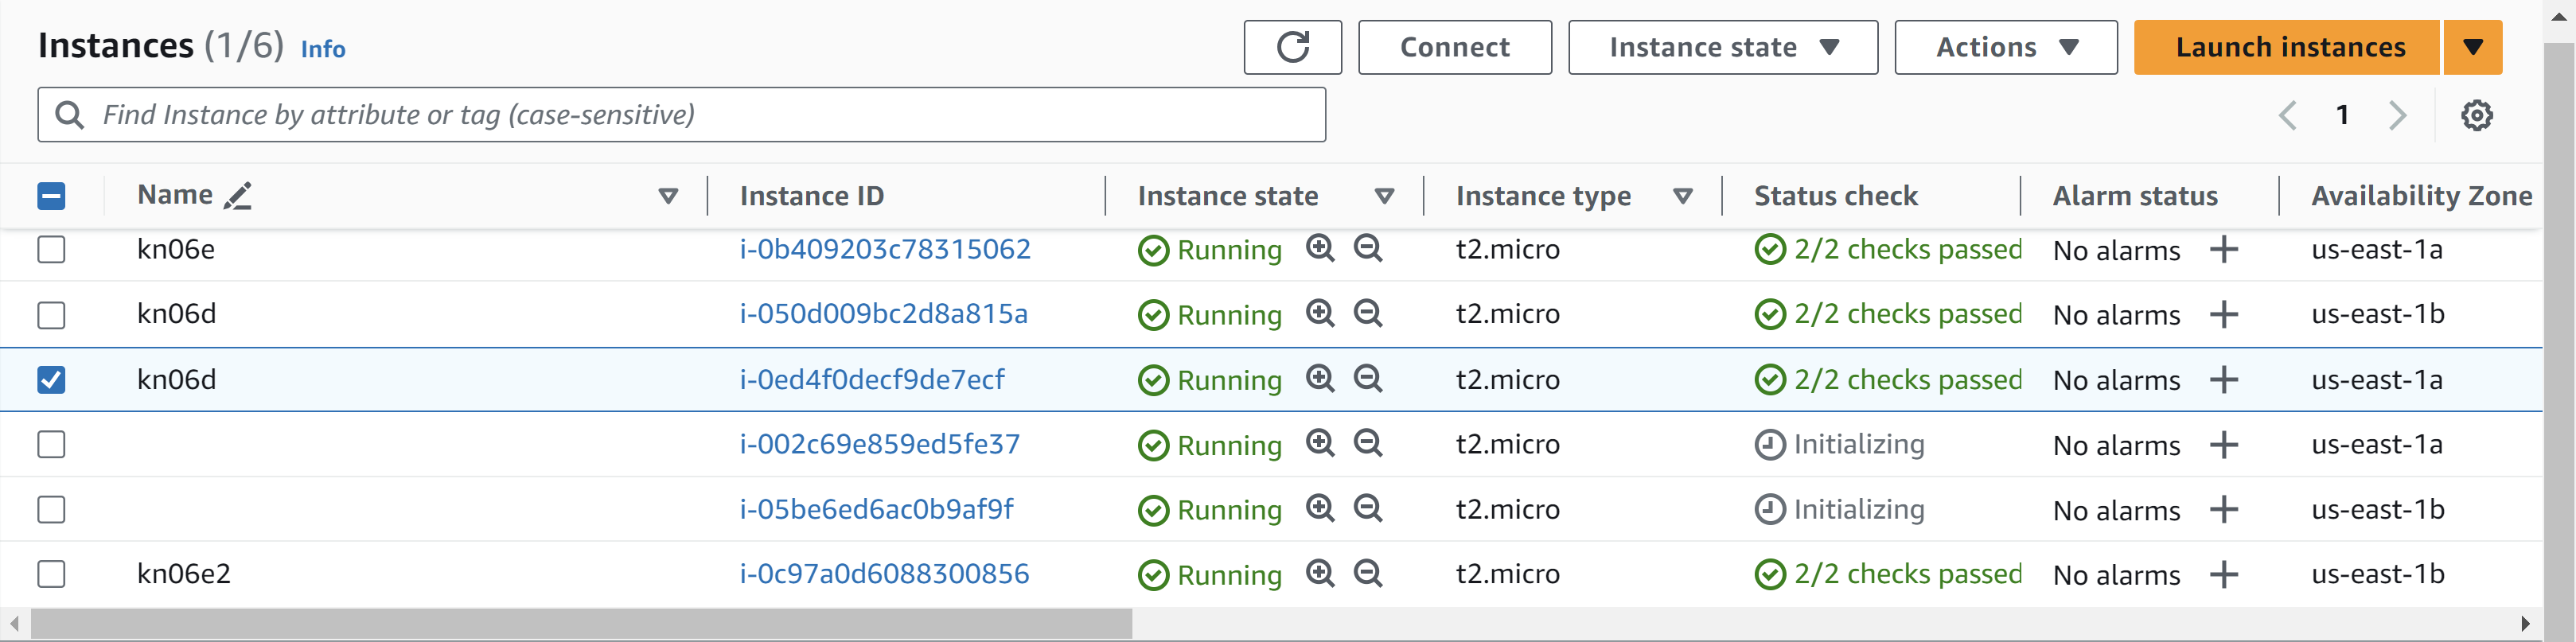 Instances (1/6) Info Connect Instance state Actions Launch instances
Find Instance by attribute or tag (case-sensitive) 1
Name Instance ID Instance state Instance type Status check Alarm status Availability Zone
kn06e i-0b409203c78315062 Running t2.micro 2/2 checks passed No alarms us-east-1a
kn06d i-050d009bc2d8a815a Running t2.micro 2/2 checks passed No alarms us-east-1b
kn06d i-0ed4f0decf9de7ecf Running t2.micro 2/2 checks passed No alarms us-east-1a
i-002c69e859ed5fe37 Running t2.micro Initializing No alarms us-east-1a
i-05be6ed6ac0b9af9f Running t2.micro Initializing No alarms us-east-1b
kn06e2 i-0c97a0d6088300856 Running t2.micro 2/2 checks passed No alarms us-east-1b